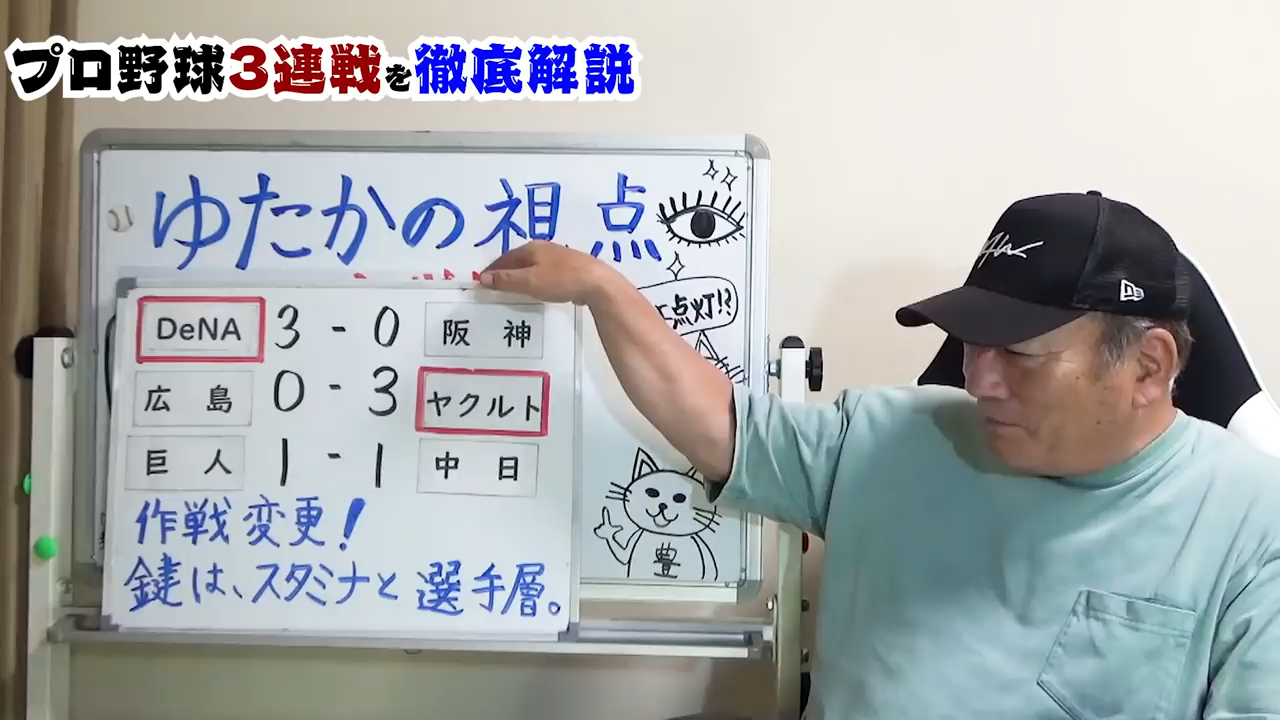 プロ野球3連戦を徹底解説
ゆたかの視点
点灯!?
DeNA 3 - 0 阪神
広島 0 - 3 ヤクルト
巨人 1 - 1 中日
作戦変更!
鍵は、スタミナと選手層。
豊